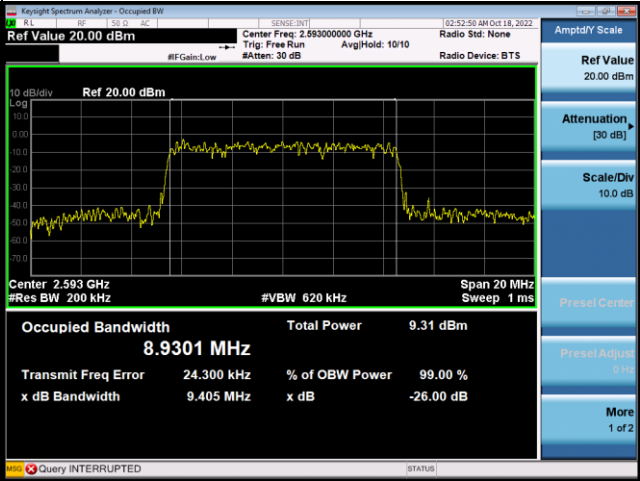 Keysight Spectrum Analyzer - Occupied BW
RL RF 50 Ω AC SENSE:INT 02:52:50 AM Oct 18, 2022
Ref Value 20.00 dBm
Center Freq: 2.593000000 GHz
Radio Std: None
Trig: Free Run Avg|Hold: 10/10
#IFGain:Low #Atten: 30 dB
Radio Device: BTS
10 dB/div Ref 20.00 dBm
Log
10.0
0.00
-10.0
-20.0
-30.0
-40.0
-50.0
-60.0
-70.0
Center 2.593 GHz Span 20 MHz
#Res BW 200 kHz #VBW 620 kHz Sweep 1 ms
Occupied Bandwidth Total Power 9.31 dBm
8.9301 MHz
Transmit Freq Error 24.300 kHz % of OBW Power 99.00 %
x dB Bandwidth 9.405 MHz x dB -26.00 dB
MSG Query INTERRUPTED STATUS
Amptd/Y Scale
Ref Value
20.00 dBm
Attenuation
[30 dB]
Scale/Div
10.0 dB
Presel Center
Presel Adjust
0 Hz
More
1 of 2